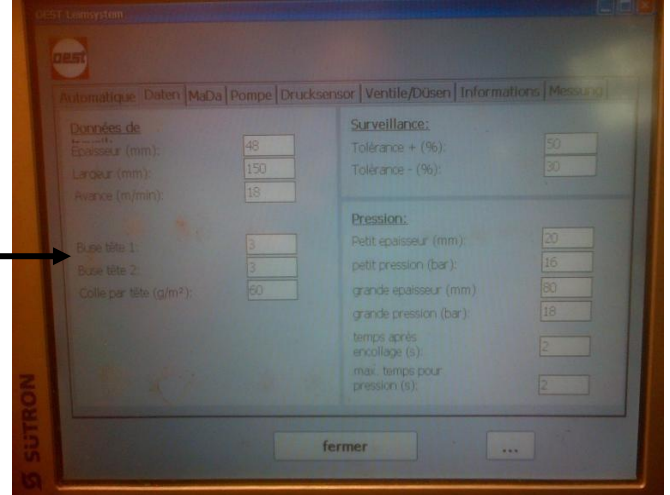 OEST Leimsystem
oest
Automatique Daten MaDa Pompe Drucksensor Ventile/Düsen Informations Messung
Données de
Epaisseur (mm): 48
Largeur (mm): 150
Avance (m/min): 18
Buse tête 1: 3
Buse tête 2: 3
Colle par tête (g/m²): 60
Surveillance:
Tolérance + (%): 50
Tolérance - (%): 30
Pression:
Petit epaisseur (mm): 20
petit pression (bar): 16
grande epaisseur (mm) 80
grande pression (bar): 18
temps après
encollage (s): 2
max. temps pour
pression (s): 2
fermer ...
SÜTRON